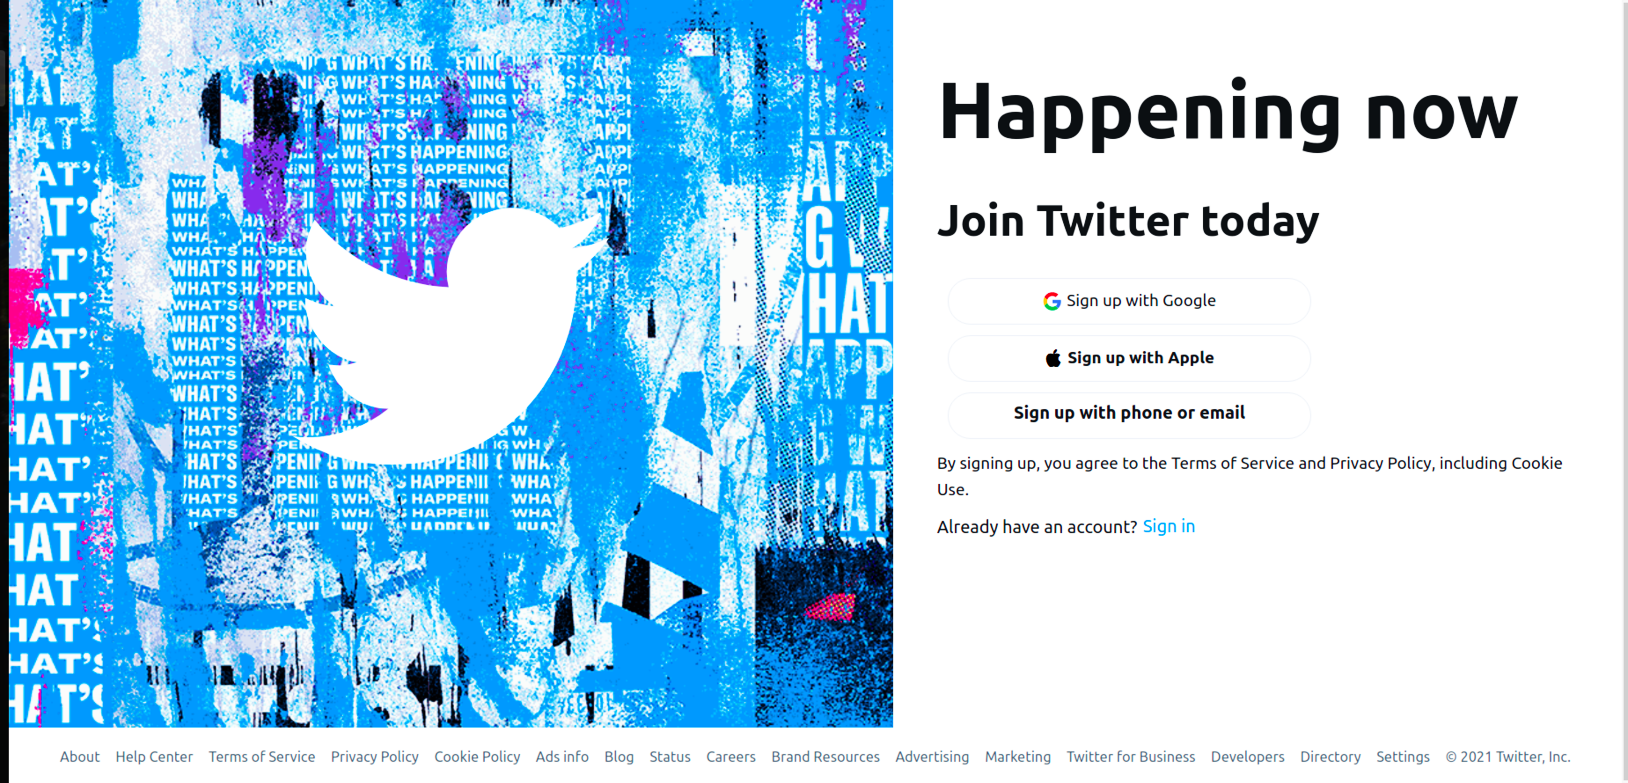 WHAT'S HAPPENING
Happening now
Join Twitter today
Sign up with Google
Sign up with Apple
Sign up with phone or email
By signing up, you agree to the Terms of Service and Privacy Policy, including Cookie
Use.
Already have an account? Sign in
About Help Center Terms of Service Privacy Policy Cookie Policy Ads info Blog Status Careers Brand Resources Advertising Marketing Twitter for Business Developers Directory Settings © 2021 Twitter, Inc.